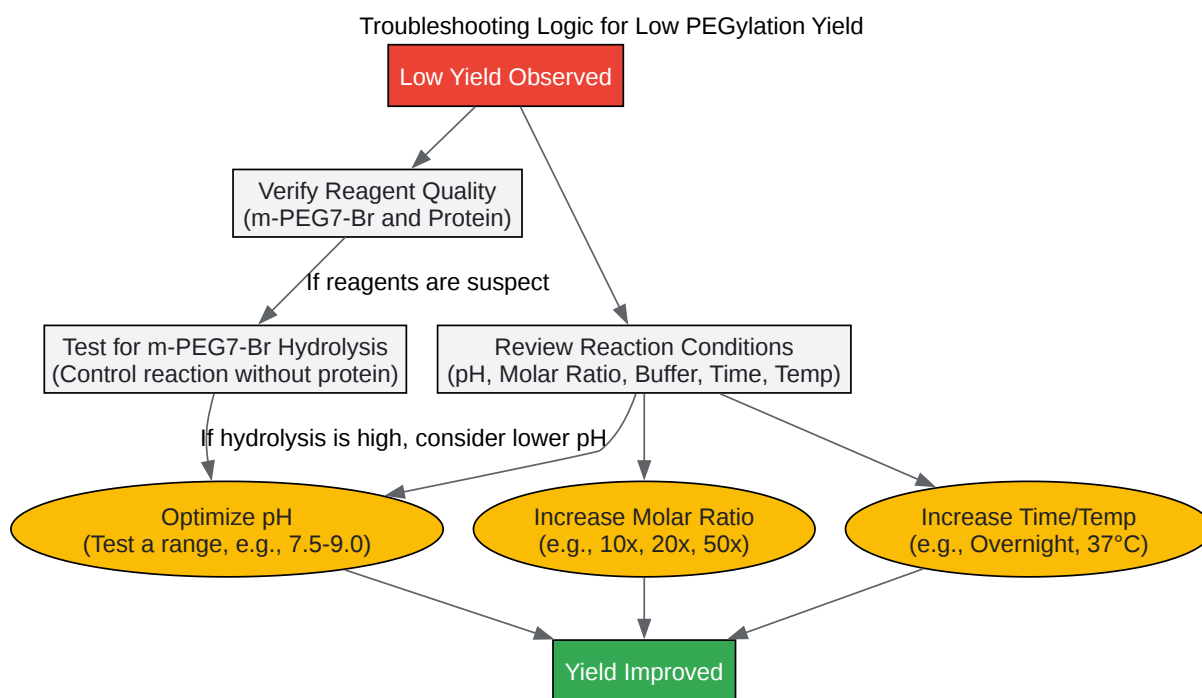 Troubleshooting Logic for Low PEGylation Yield
Low Yield Observed
Verify Reagent Quality
(m-PEG7-Br and Protein)
If reagents are suspect
Test for m-PEG7-Br Hydrolysis
(Control reaction without protein)
Review Reaction Conditions
(pH, Molar Ratio, Buffer, Time, Temp)
If hydrolysis is high, consider lower pH
Optimize pH
(Test a range, e.g., 7.5-9.0)
Increase Molar Ratio
(e.g., 10x, 20x, 50x)
Increase Time/Temp
(e.g., Overnight, 37°C)
Yield Improved